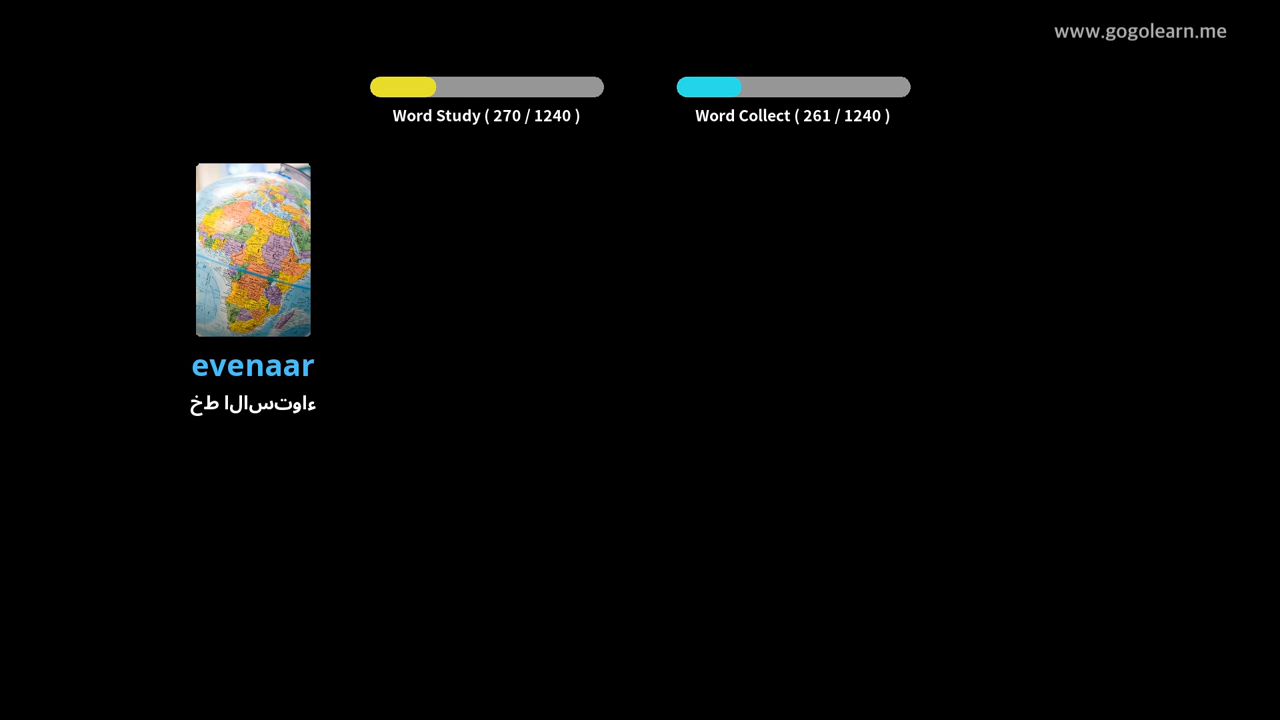 www.gogolearn.me
Word Study ( 270 / 1240 )
Word Collect ( 261 / 1240 )
evenaar
خط الاستواء